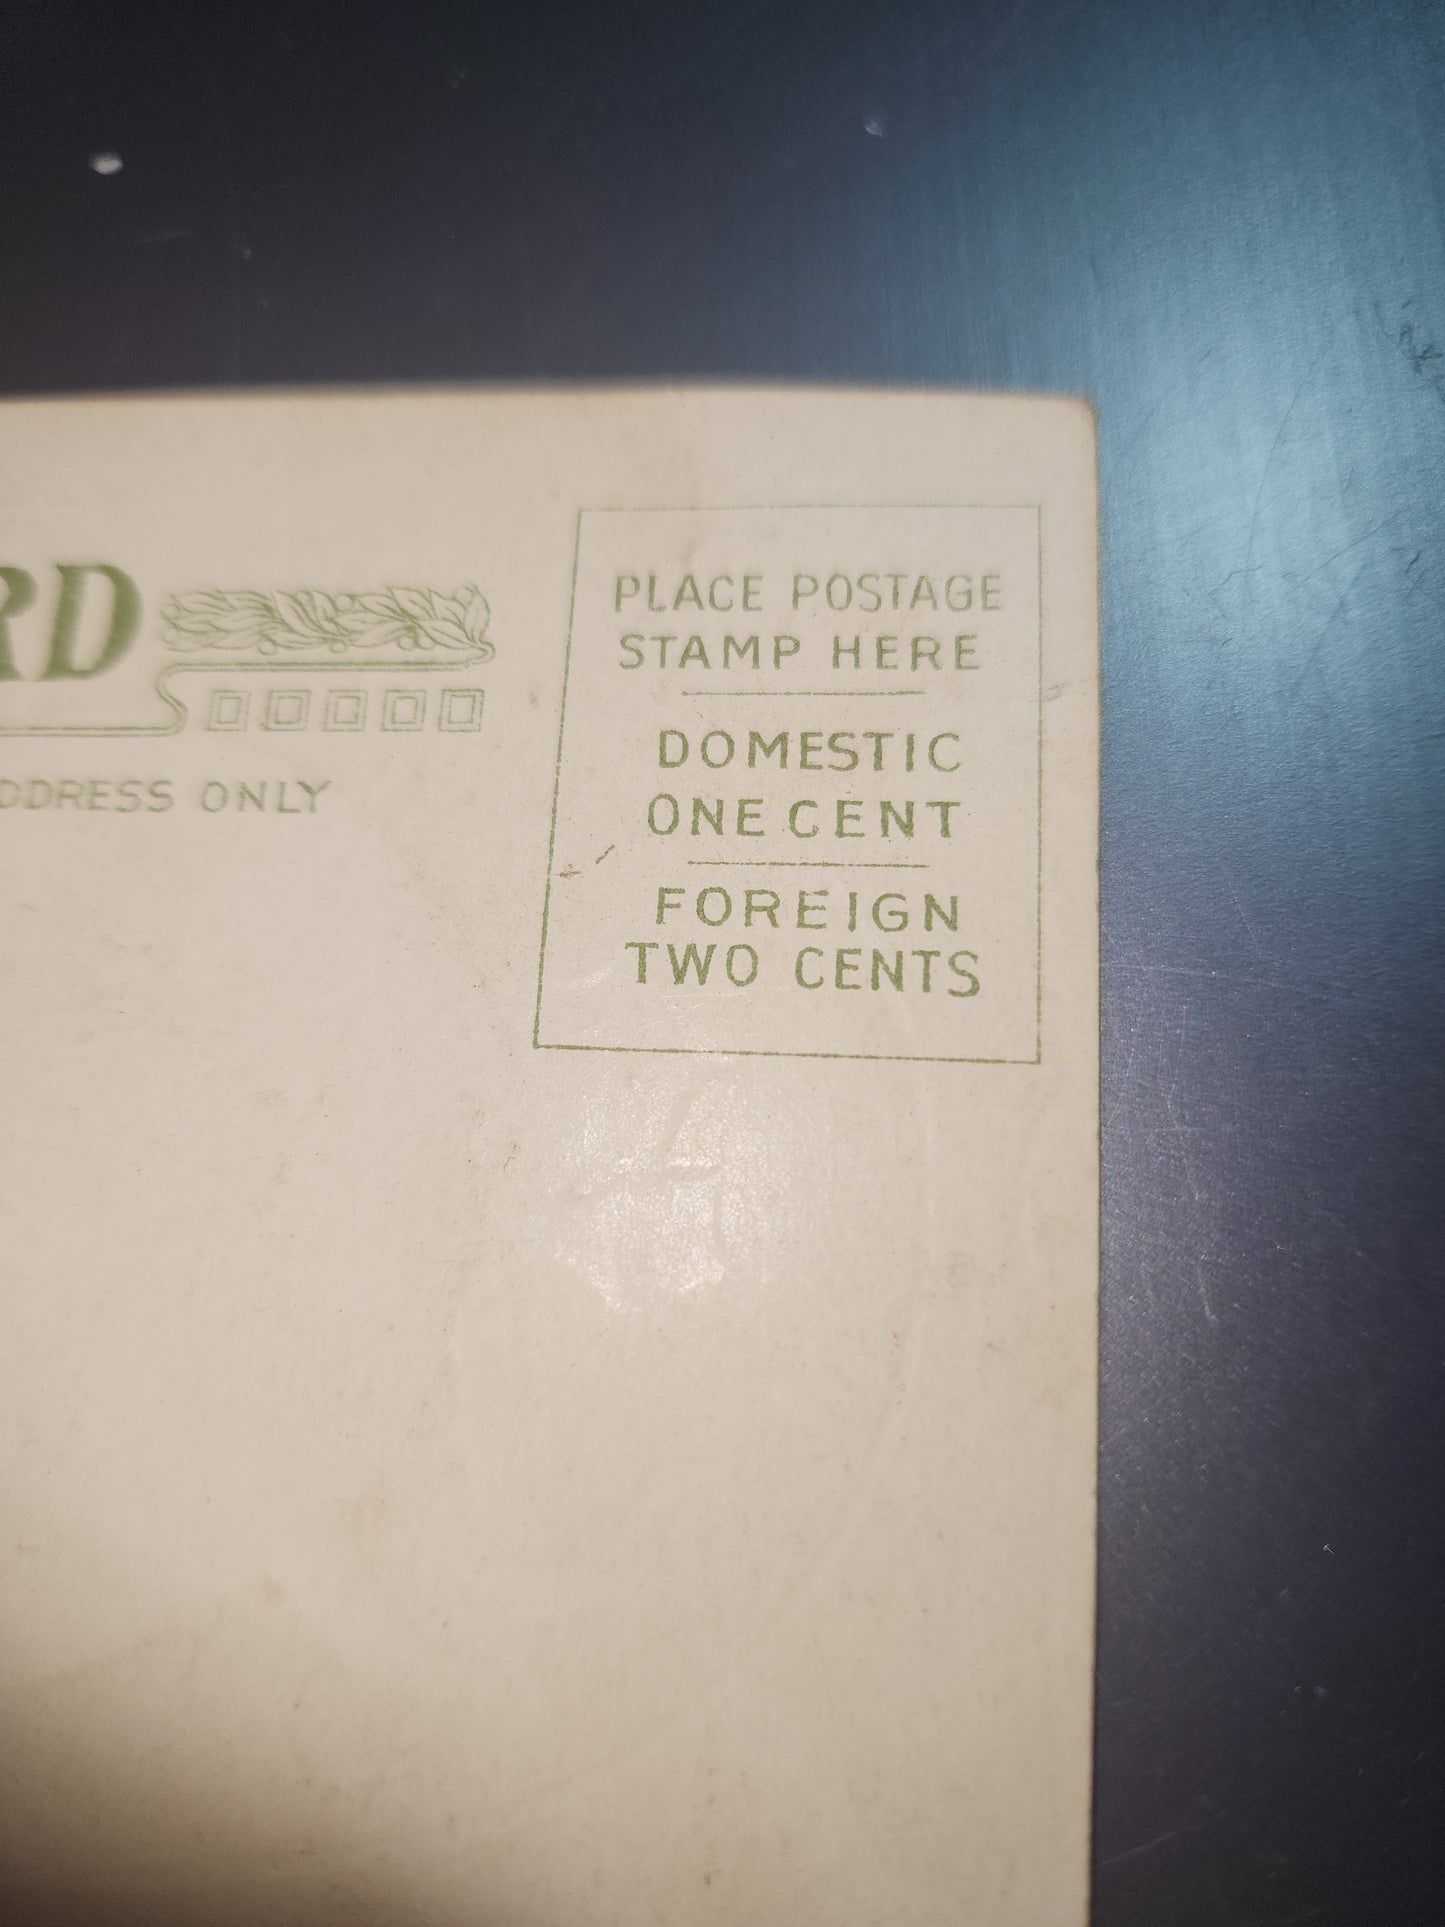 PLACE POSTAGE
STAMP HERE
DOMESTIC
ONE CENT
FOREIGN
TWO CENTS
RD
DDRESS ONLY